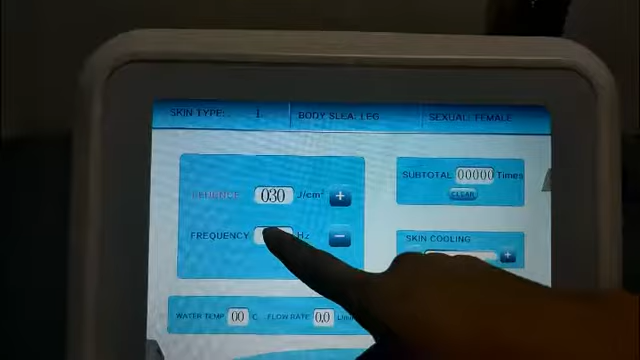 SKIN TYPE: I BODY SLEA: LEG SEXUAL: FEMALE
FLUENCE 030 J/cm² +
SUBTOTAL 00000 Times
CLEAR
FREQUENCY Hz −
SKIN COOLING
+
WATER TEMP 00 C FLOW RATE 0.0